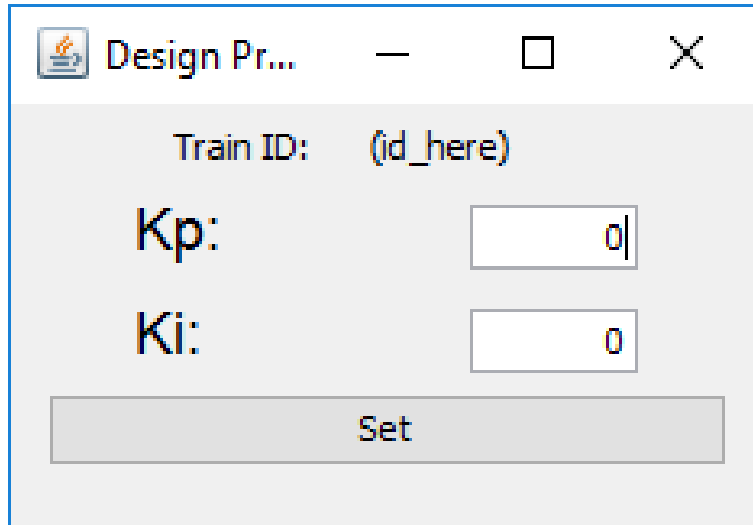 Design Pr...
Train ID: (id_here)
Kp: 0
Ki: 0
Set